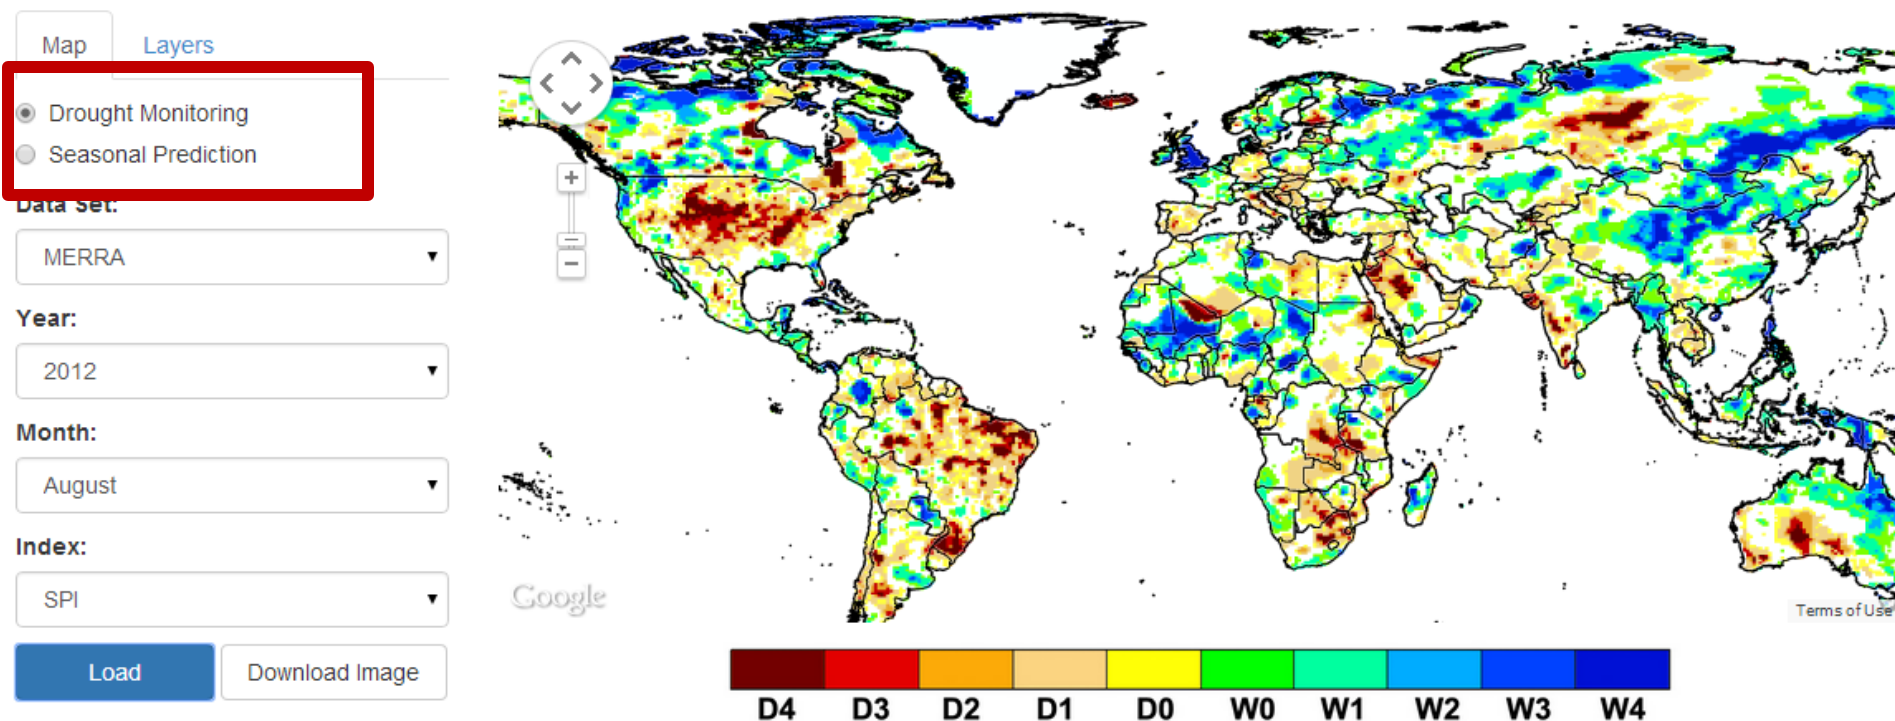 Map Layers
Drought Monitoring
Seasonal Prediction
Data Set:
MERRA
Year:
2012
Month:
August
Index:
SPI
Load Download Image
Google
Terms of Use
D4 D3 D2 D1 D0 W0 W1 W2 W3 W4